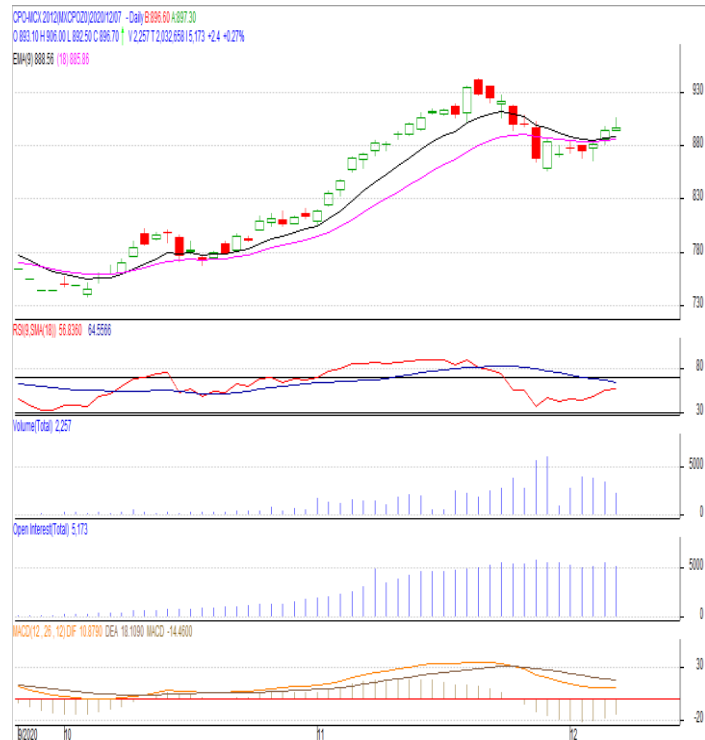 CPO-MCX 2012(MXCPOZ0)2020/12/07 - Daily B:896.60 A:897.30
O 893.10 H 906.00 L 892.50 C 896.70 ↑ V 2,257 T 2,032,658 I 5,173 +2.4 +0.27%
EMA(9) 888.56 (18) 885.86
930
880
830
780
730
RSI(9,SMA(18)) 56.8360 64.5566
80
30
Volume(Total) 2,257
5000
0
Open Interest(Total) 5,173
5000
0
MACD(12 , 26 , 12) DIF 10.8790 DEA 18.1090 MACD -14.4600
30
-20
9/2020 10 11 12